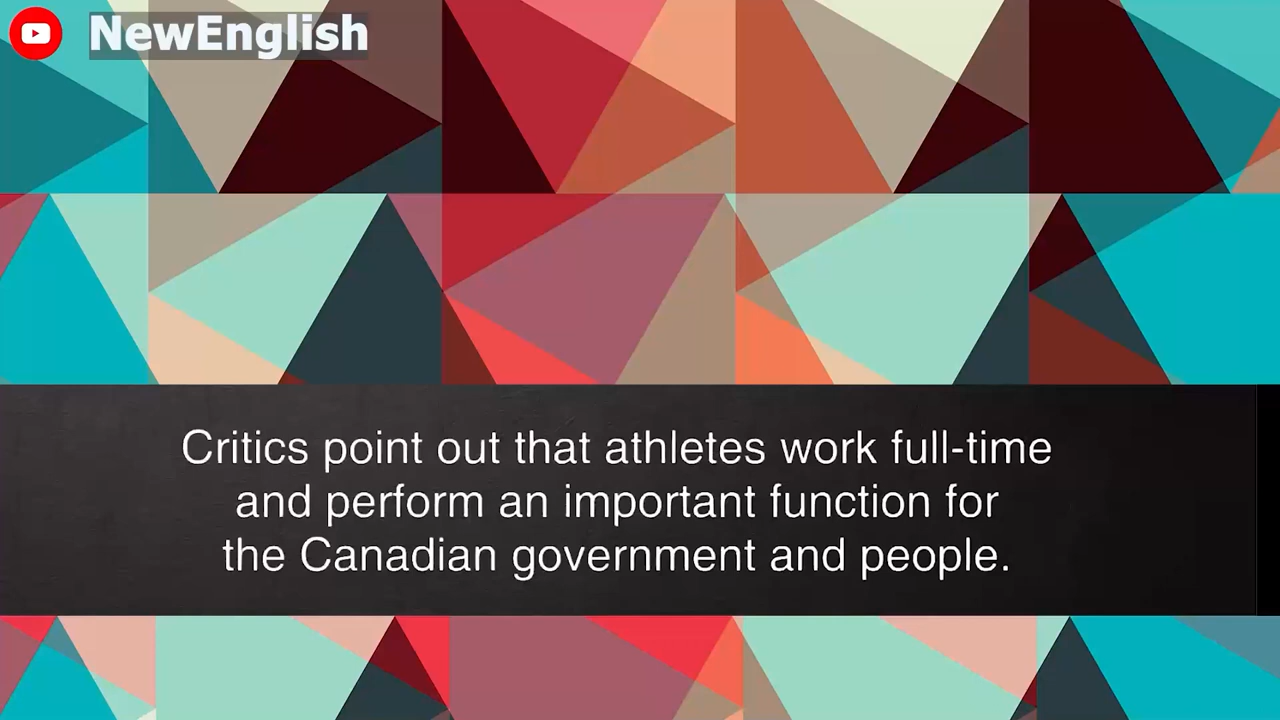 NewEnglish
Critics point out that athletes work full-time
and perform an important function for
the Canadian government and people.